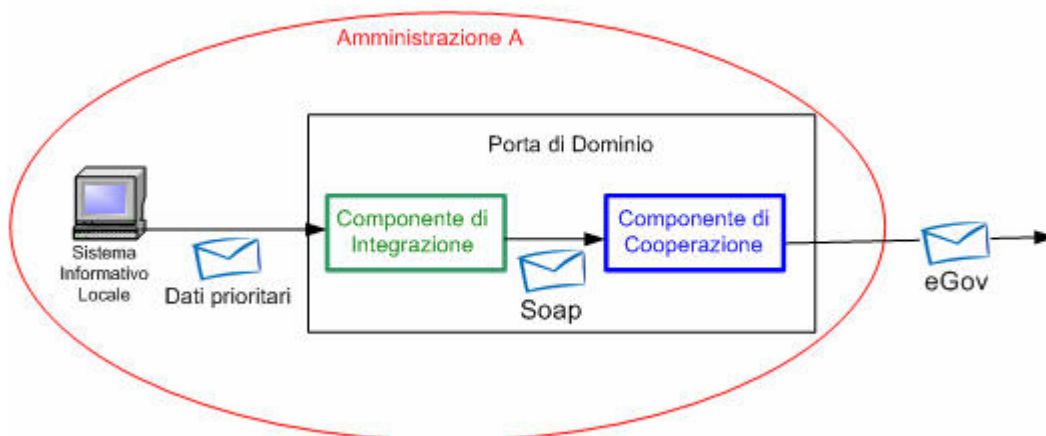 Amministrazione A
Porta di Dominio
Componente di
Integrazione
Componente di
Cooperazione
Sistema
Informativo
Locale
Dati prioritari
Soap
eGov